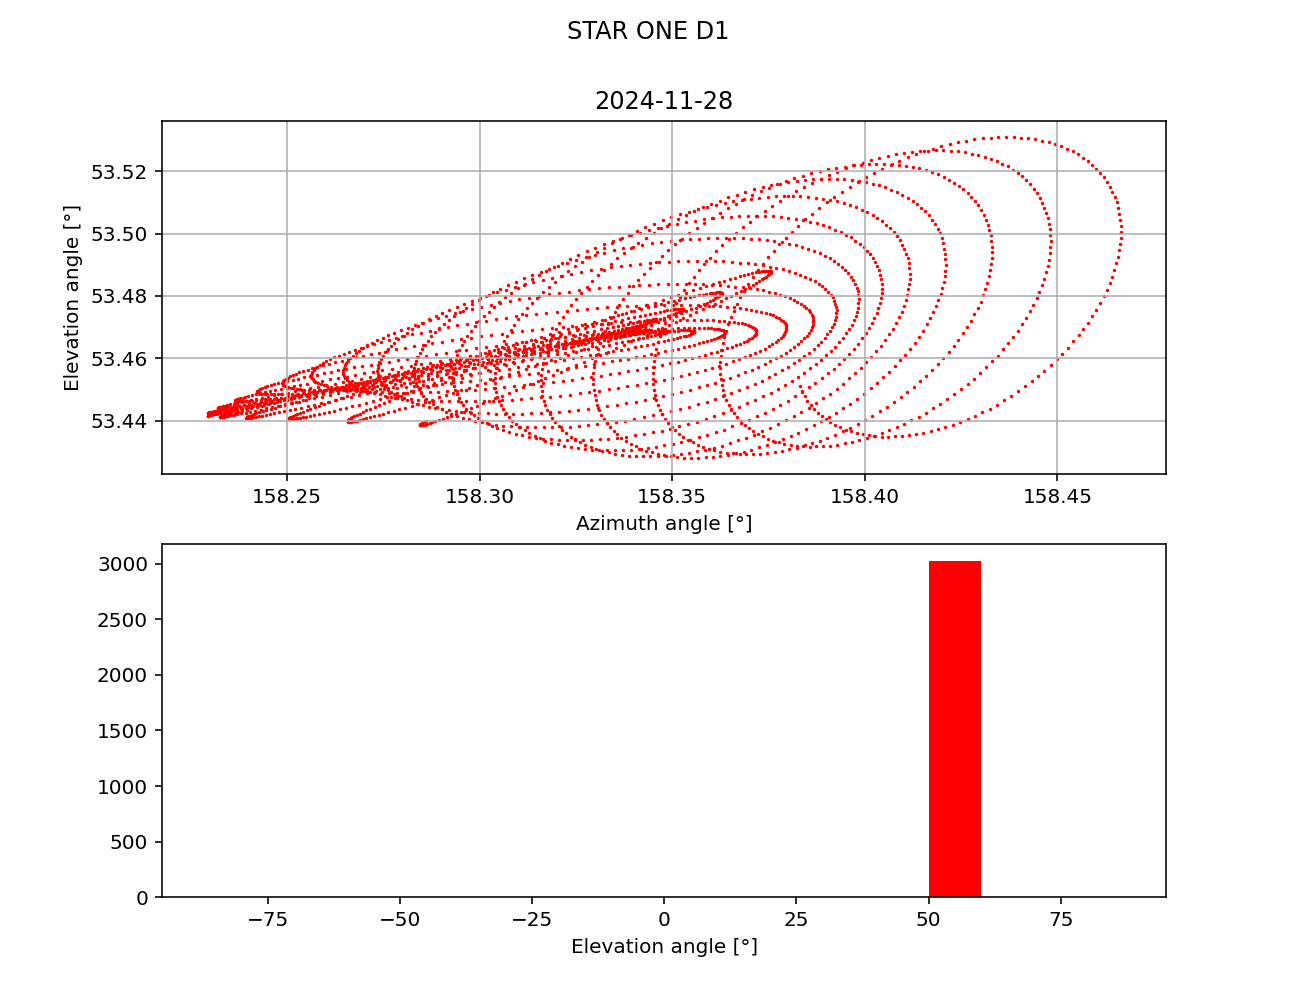 STAR ONE D1
2024-11-28
53.52
53.50
53.48
53.46
53.44
Elevation angle [°]
158.25 158.30 158.35 158.40 158.45
Azimuth angle [°]
3000
2500
2000
1500
1000
500
0
−75 −50 −25 0 25 50 75
Elevation angle [°]